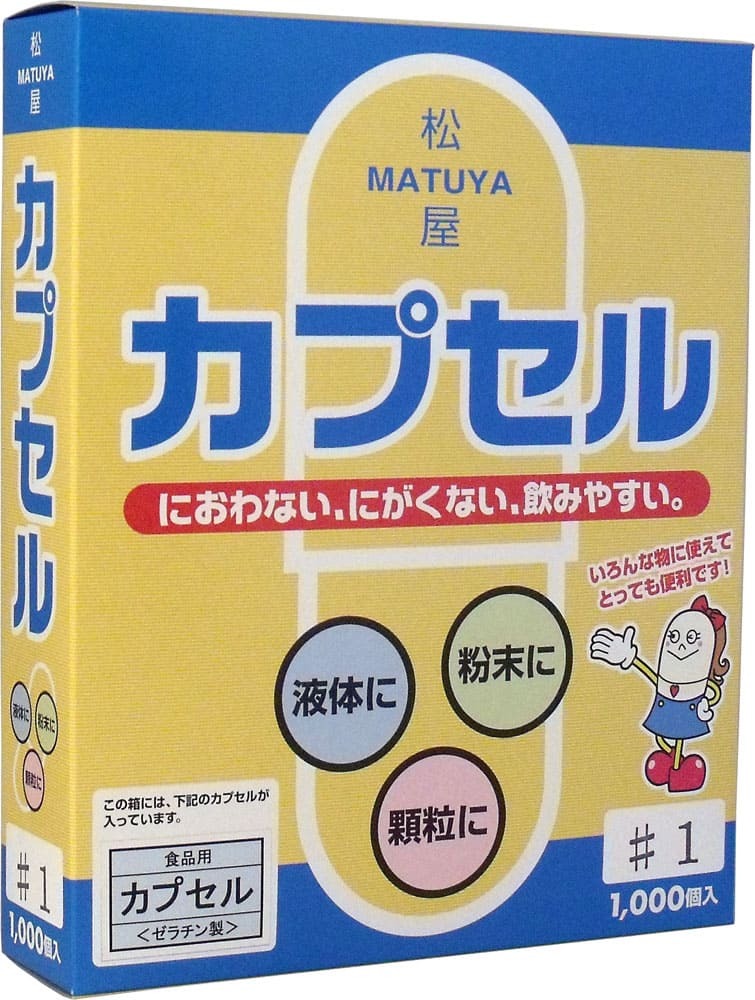 松
MATUYA
屋
カプセル
液体に
粉末に
顆粒に
#1
1,000個入
松
MATUYA
屋
カプセル
におわない、にがくない、飲みやすい。
いろんな物に使えて
とっても便利です!
液体に
粉末に
顆粒に
この箱には、下記のカプセルが
入っています。
食品用
カプセル
<ゼラチン製>
#1
1,000個入